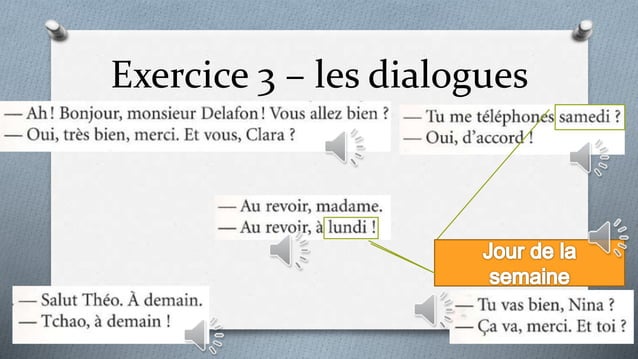 Exercice 3 – les dialogues
— Ah ! Bonjour, monsieur Delafon ! Vous allez bien ?
— Oui, très bien, merci. Et vous, Clara ?
— Tu me téléphones samedi ?
— Oui, d'accord !
— Au revoir, madame.
— Au revoir, à lundi !
Jour de la
semaine
— Salut Théo. À demain.
— Tchao, à demain !
— Tu vas bien, Nina ?
— Ça va, merci. Et toi ?